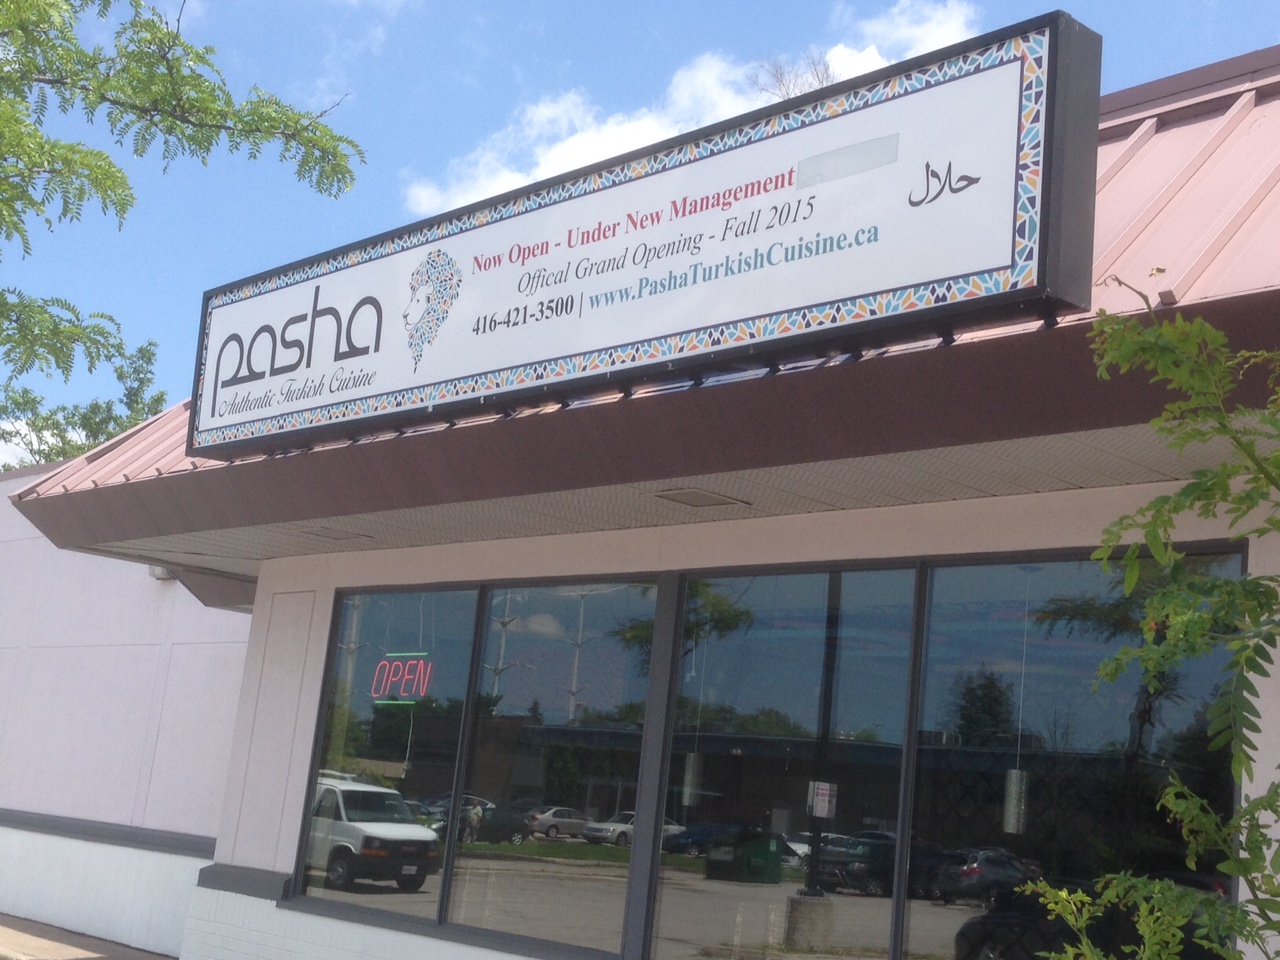 pasha
Authentic Turkish Cuisine
Now Open - Under New Management
Offical Grand Opening - Fall 2015
416-421-3500 | www.PashaTurkishCuisine.ca
حلال
OPEN